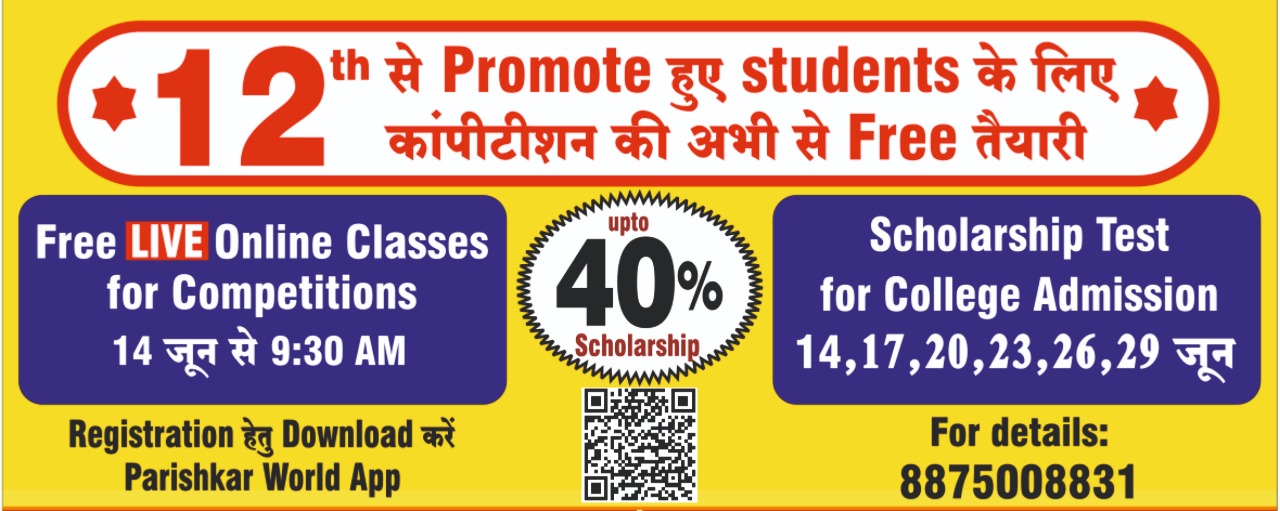 12th से Promote हुए students के लिए
कांपीटीशन की अभी से Free तैयारी
Free LIVE Online Classes
for Competitions
14 जून से 9:30 AM
upto
40%
Scholarship
Scholarship Test
for College Admission
14,17,20,23,26,29 जून
Registration हेतु Download करें
Parishkar World App
For details:
8875008831